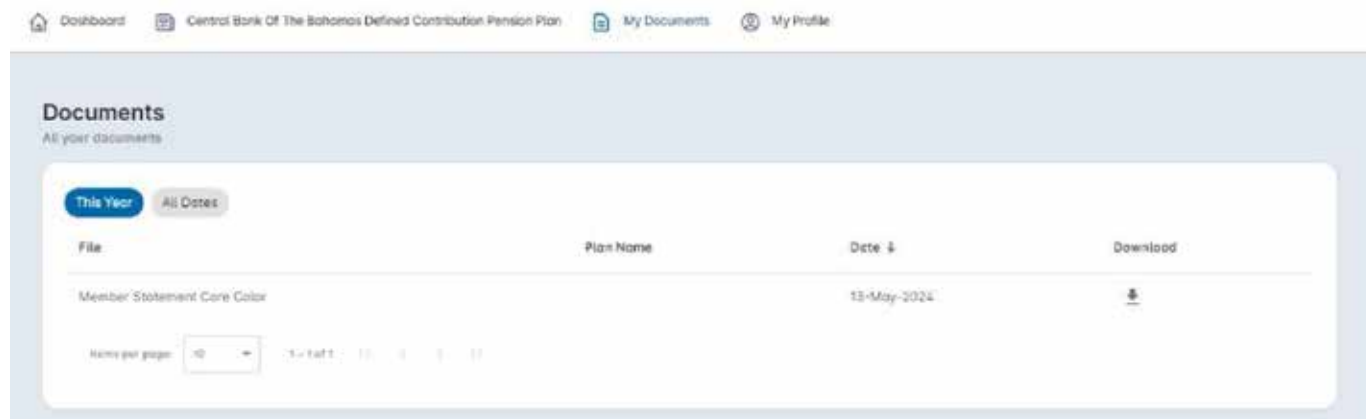 Dashboard Central Bank Of The Bahamas Defined Contribution Pension Plan My Documents My Profile
Documents
All your documents
This Year All Dates
File Plan Name Date Download
Member Statement Core Color 13-May-2024
Items per page: 10 1 - 1 of 1